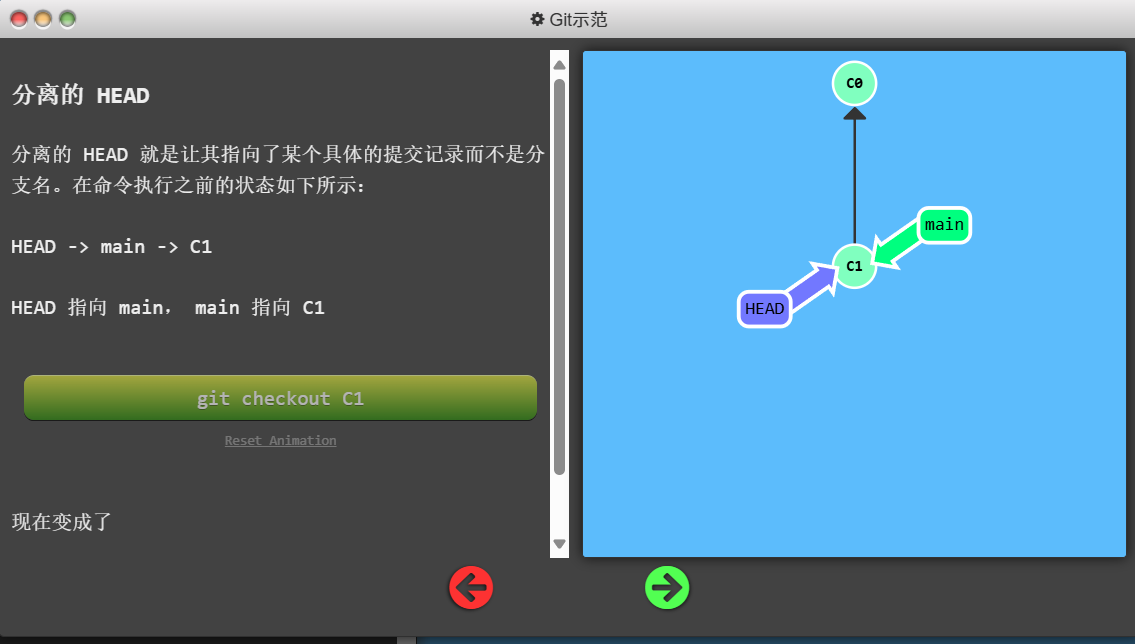 Git示范
分离的 HEAD
分离的 HEAD 就是让其指向了某个具体的提交记录而不是分
支名。在命令执行之前的状态如下所示：
HEAD -> main -> C1
HEAD 指向 main， main 指向 C1
git checkout C1
Reset Animation
现在变成了
C0
main
C1
HEAD